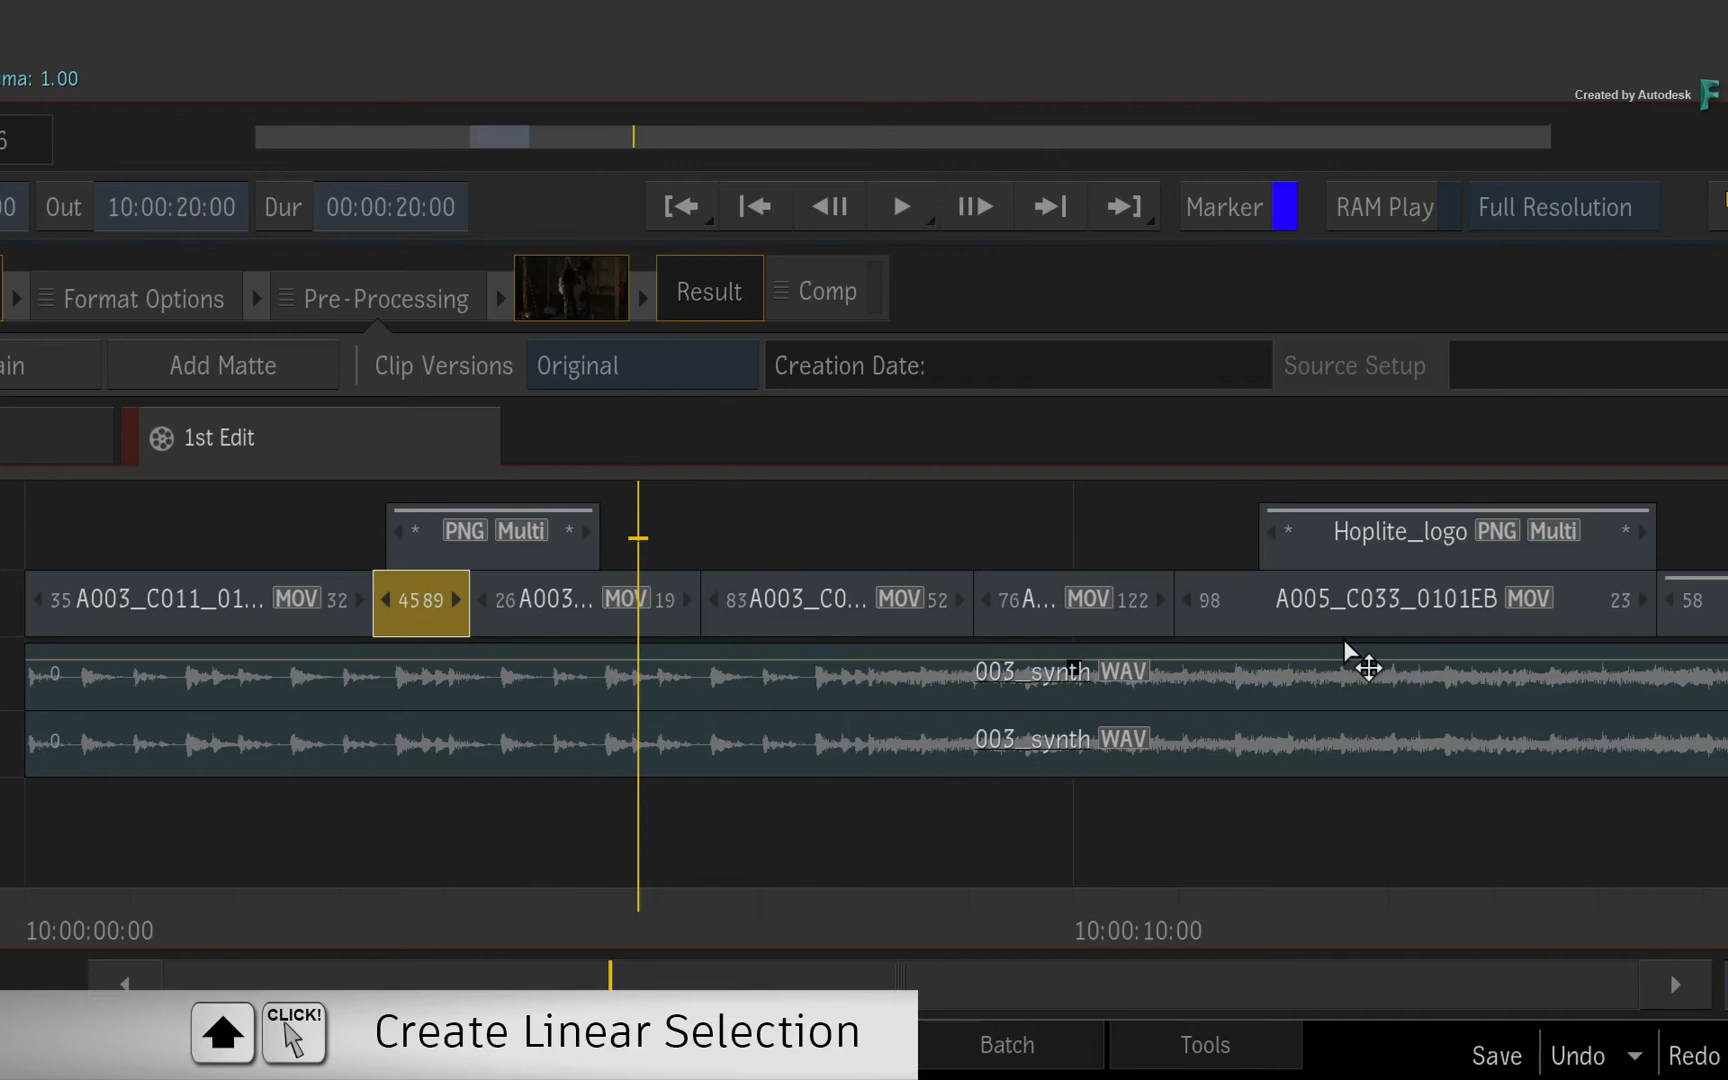 ma: 1.00
Created by Autodesk
6
00 Out 10:00:20:00 Dur 00:00:20:00 Marker RAM Play Full Resolution
Format Options Pre-Processing Result Comp
ain Add Matte Clip Versions Original Creation Date: Source Setup
1st Edit
* PNG Multi * * Hoplite_logo PNG Multi *
35 A003_C011_01... MOV 32 45 89 26 A003... MOV 19 83 A003_C0... MOV 52 76 A... MOV 122 98 A005_C033_0101EB MOV 23 58
0 003_synth WAV
0 003_synth WAV
10:00:00:00 10:00:10:00
CLICK! Create Linear Selection
Batch Tools Save Undo Redo